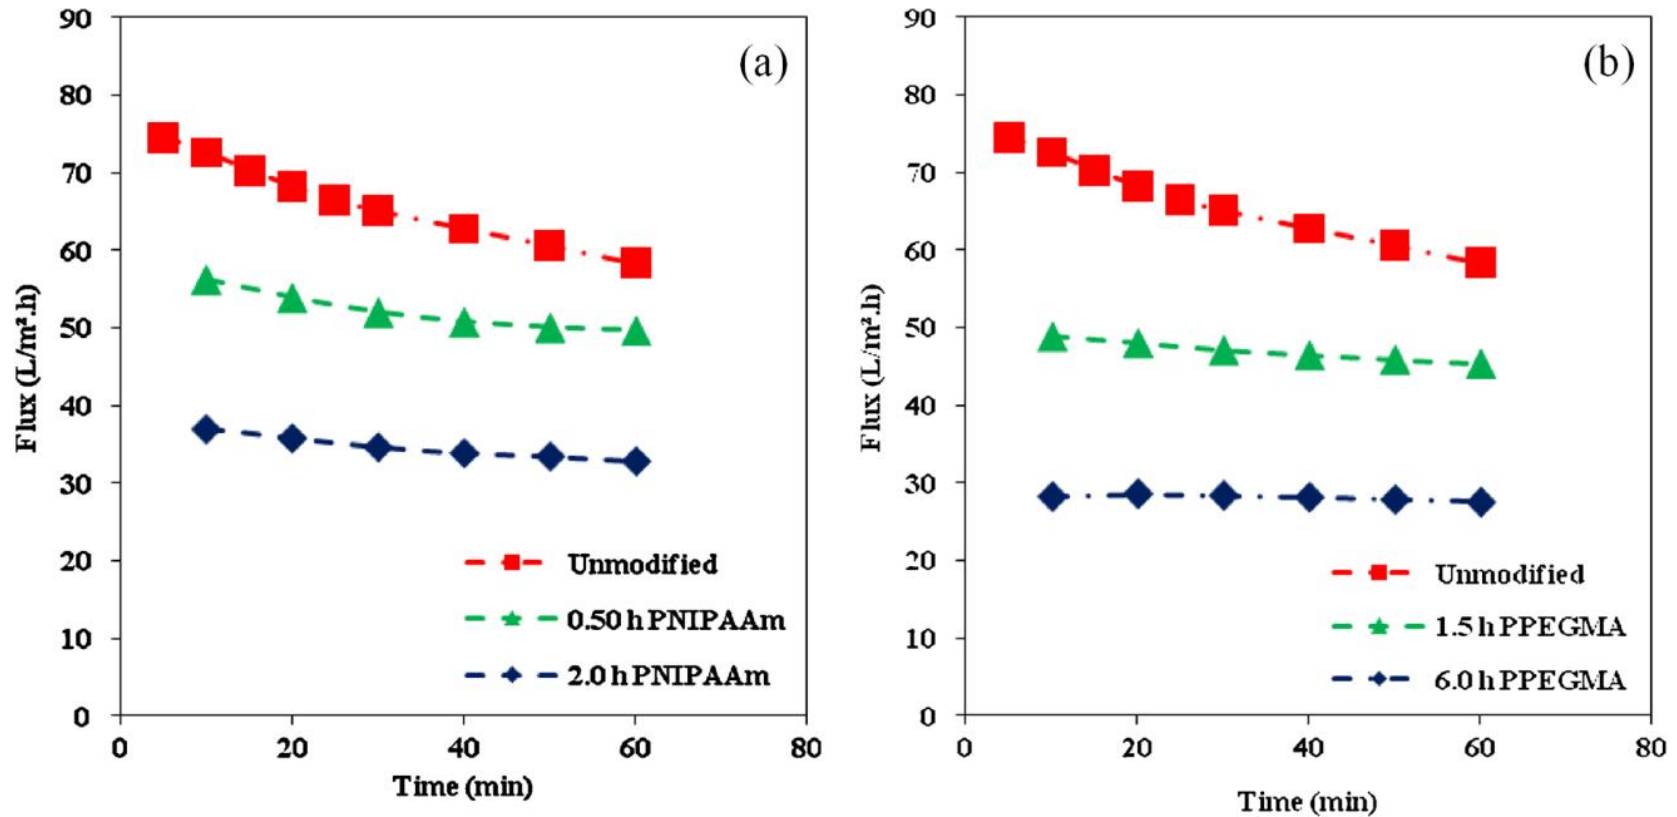 (a)
90
80
70
60
50
40
30
20
10
0
Flux (L/m².h)
0 20 40 60 80
Time (min)
Unmodified
0.50 h PNIPAAm
2.0 h PNIPAAm
(b)
90
80
70
60
50
40
30
20
10
0
Flux (L/m².h)
0 20 40 60 80
Time (min)
Unmodified
1.5 h PPEGMA
6.0 h PPEGMA